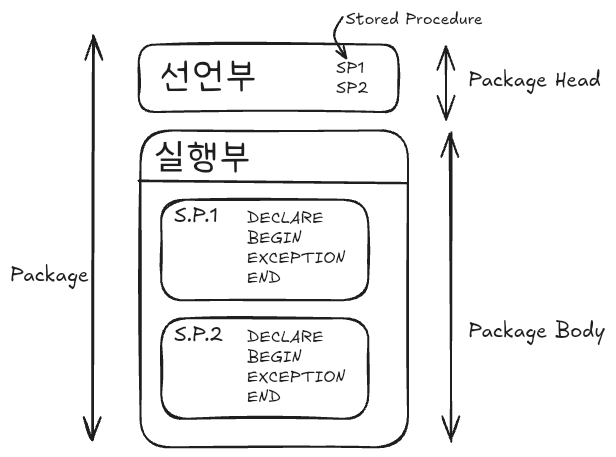 Stored Procedure
선언부
SP1
SP2
Package Head
실행부
S.P.1
DECLARE
BEGIN
EXCEPTION
END
Package
S.P.2
DECLARE
BEGIN
EXCEPTION
END
Package Body